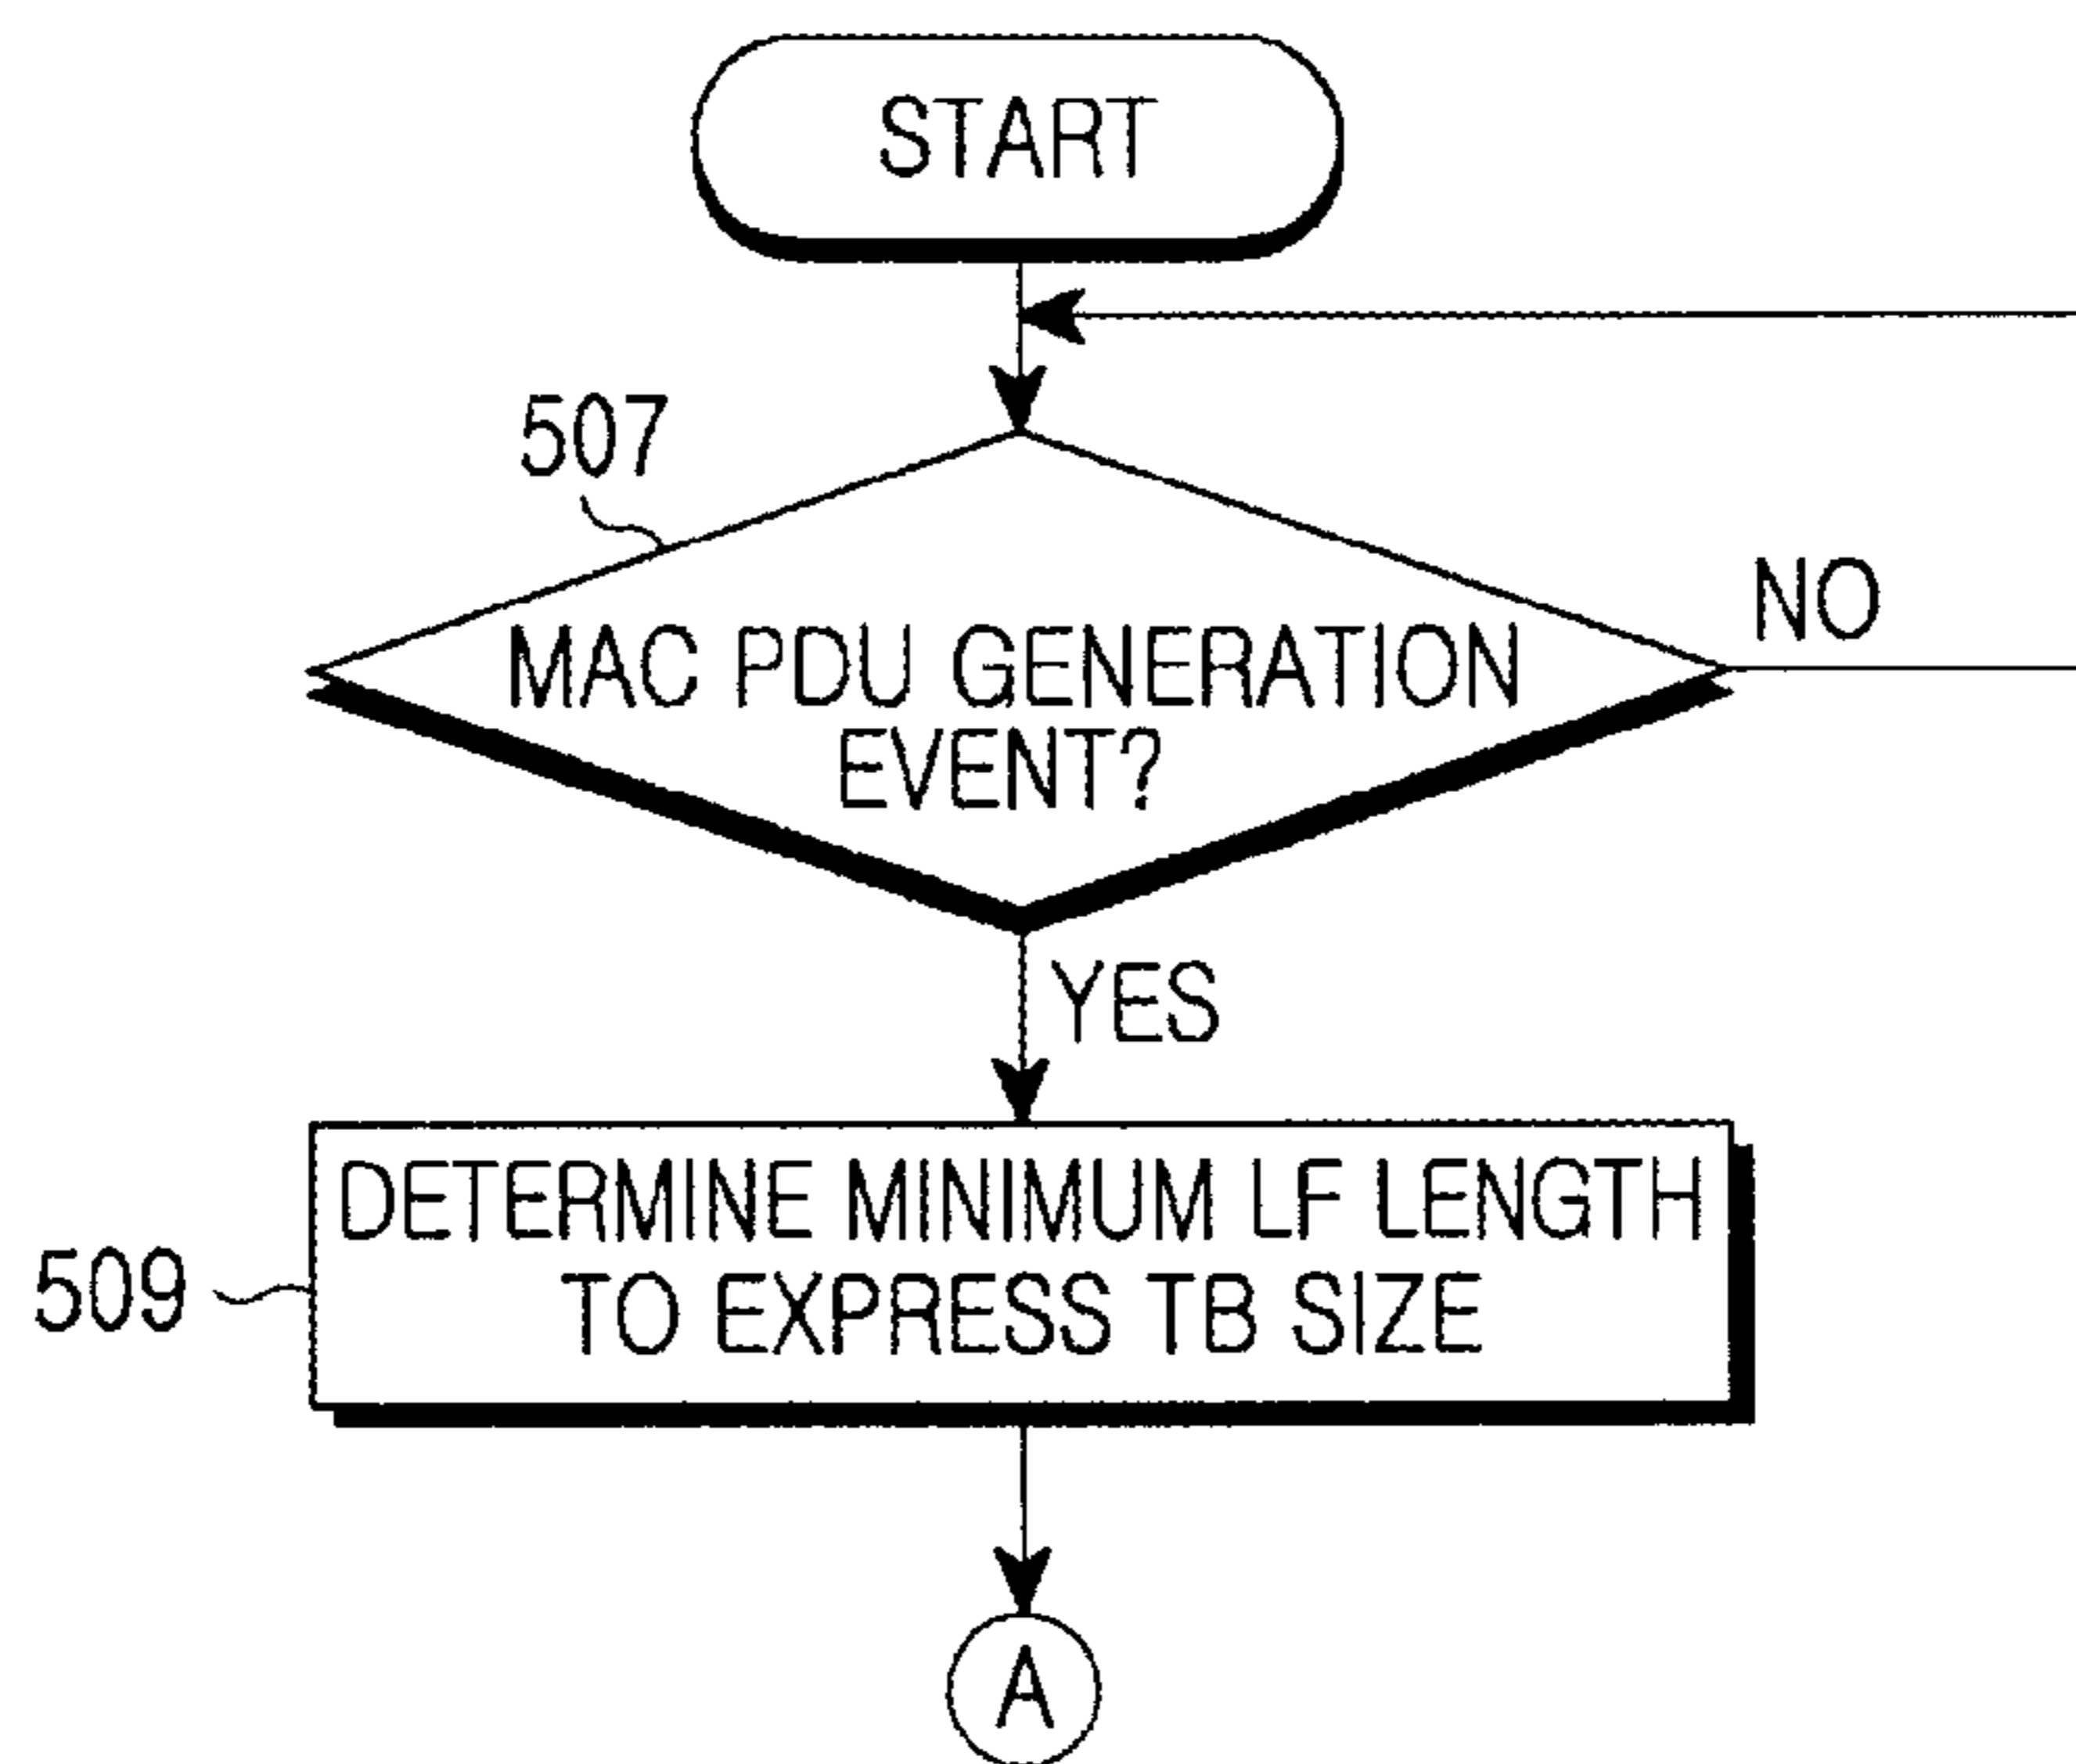 START
507
MAC PDU GENERATION
EVENT?
NO
YES
DETERMINE MINIMUM LF LENGTH
TO EXPRESS TB SIZE
509
A